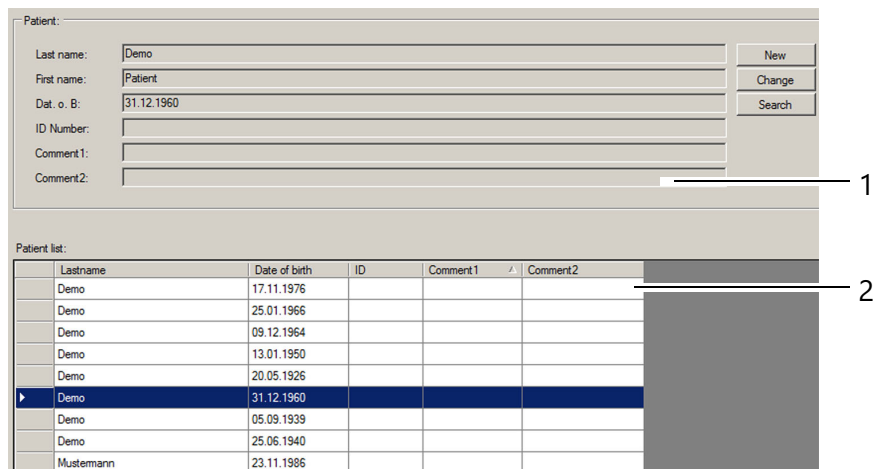 Patient:
Last name: Demo New
First name: Patient Change
Dat. o. B: 31.12.1960 Search
ID Number:
Comment1:
Comment2:
1
Patient list:
Lastname Date of birth ID Comment1 Comment2
Demo 17.11.1976
2
Demo 25.01.1966
Demo 09.12.1964
Demo 13.01.1950
Demo 20.05.1926
Demo 31.12.1960
Demo 05.09.1939
Demo 25.06.1940
Mustermann 23.11.1986